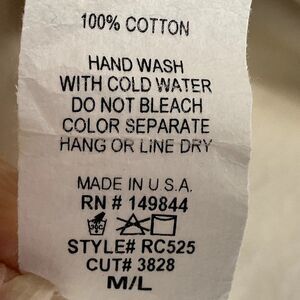 100% COTTON
HAND WASH
WITH COLD WATER
DO NOT BLEACH
COLOR SEPARATE
HANG OR LINE DRY
MADE IN U.S.A.
RN # 149844
STYLE# RC525
CUT# 3828
M/L